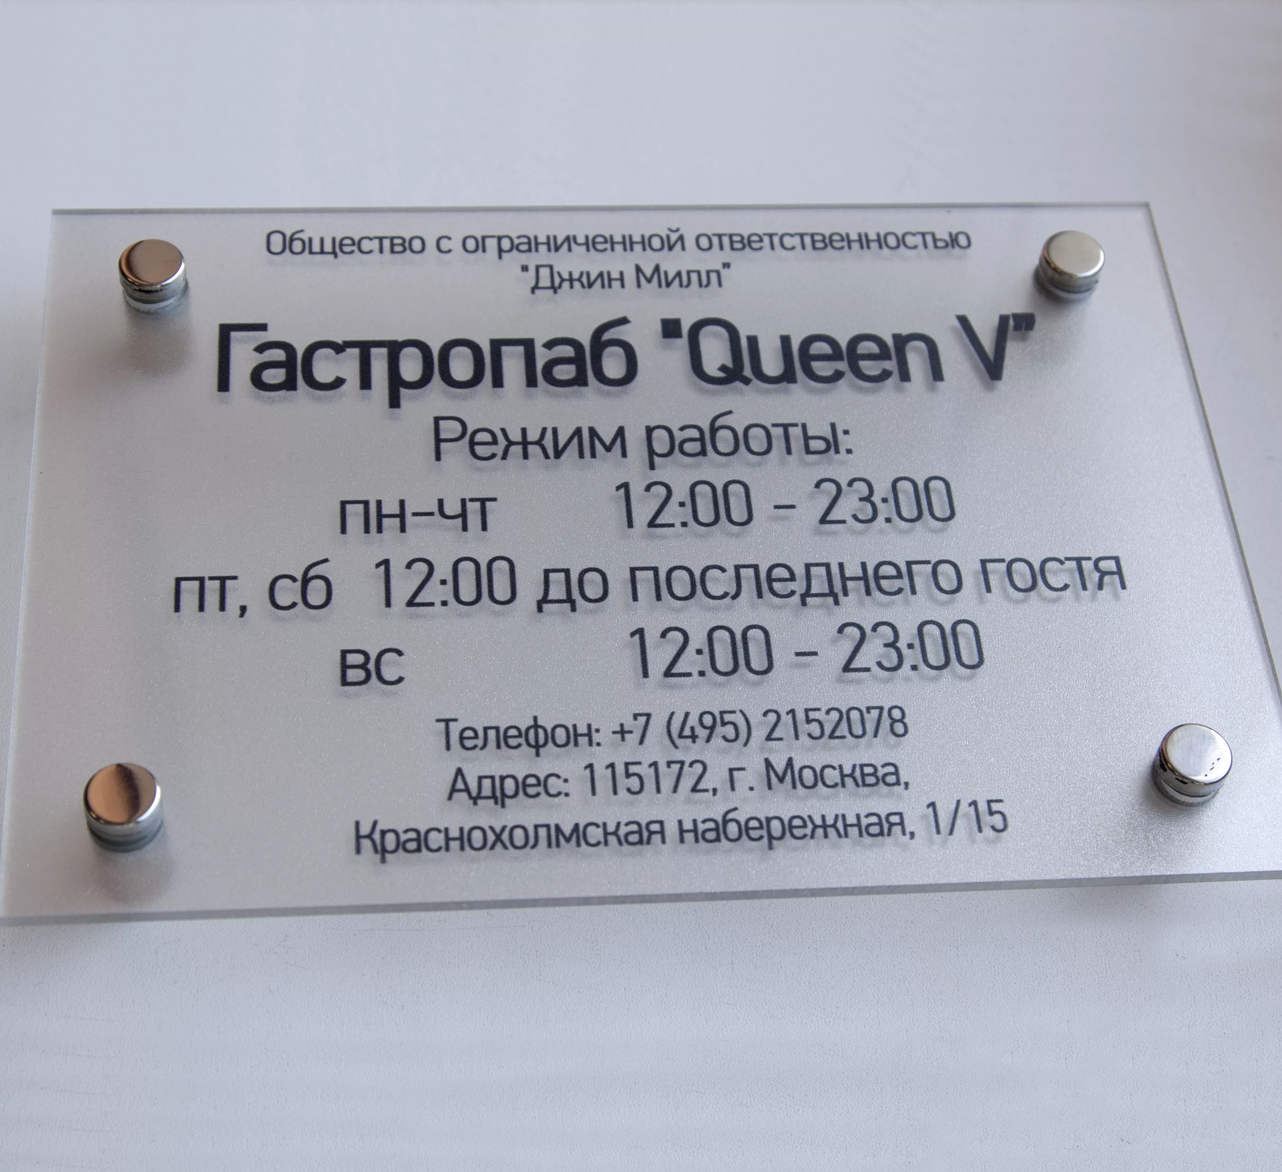 Общество с ограниченной ответственностью
"Джин Милл"
Гастропаб "Queen V"
Режим работы:
пн-чт 12:00 - 23:00
пт, сб 12:00 до последнего гостя
вс 12:00 - 23:00
Телефон: +7 (495) 2152078
Адрес: 115172, г. Москва,
Краснохолмская набережная, 1/15